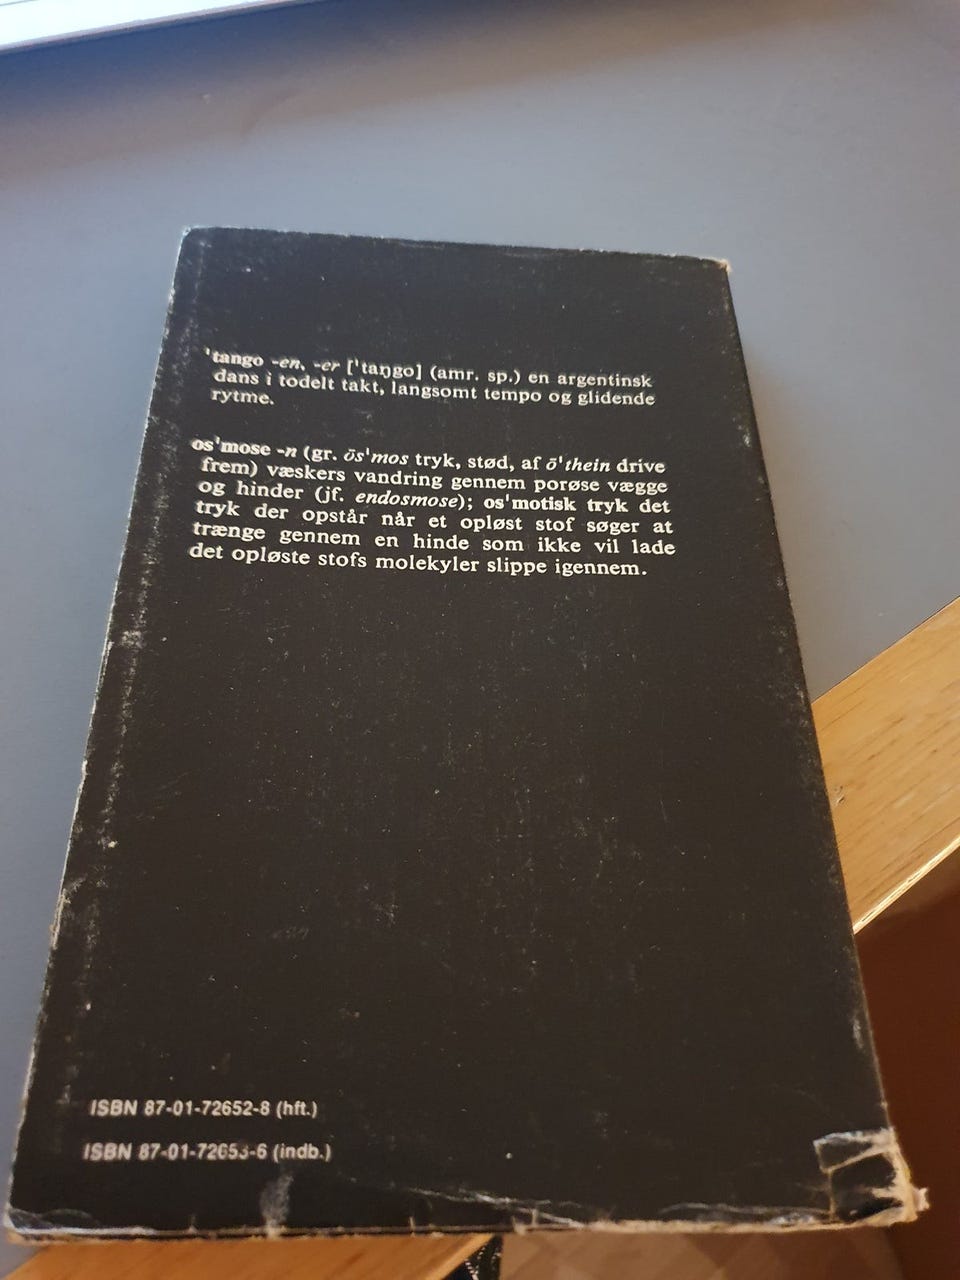 'tango -en, -er ['taŋgo] (amr. sp.) en argentinsk
dans i todelt takt, langsomt tempo og glidende
rytme.
os'mose -n (gr. ōs'mos tryk, stød, af ō'thein drive
frem) væskers vandring gennem porøse vægge
og hinder (jf. endosmose); os'motisk tryk det
tryk der opstår når et opløst stof søger at
trænge gennem en hinde som ikke vil lade
det opløste stofs molekyler slippe igennem.
ISBN 87-01-72652-8 (hft.)
ISBN 87-01-72653-6 (indb.)